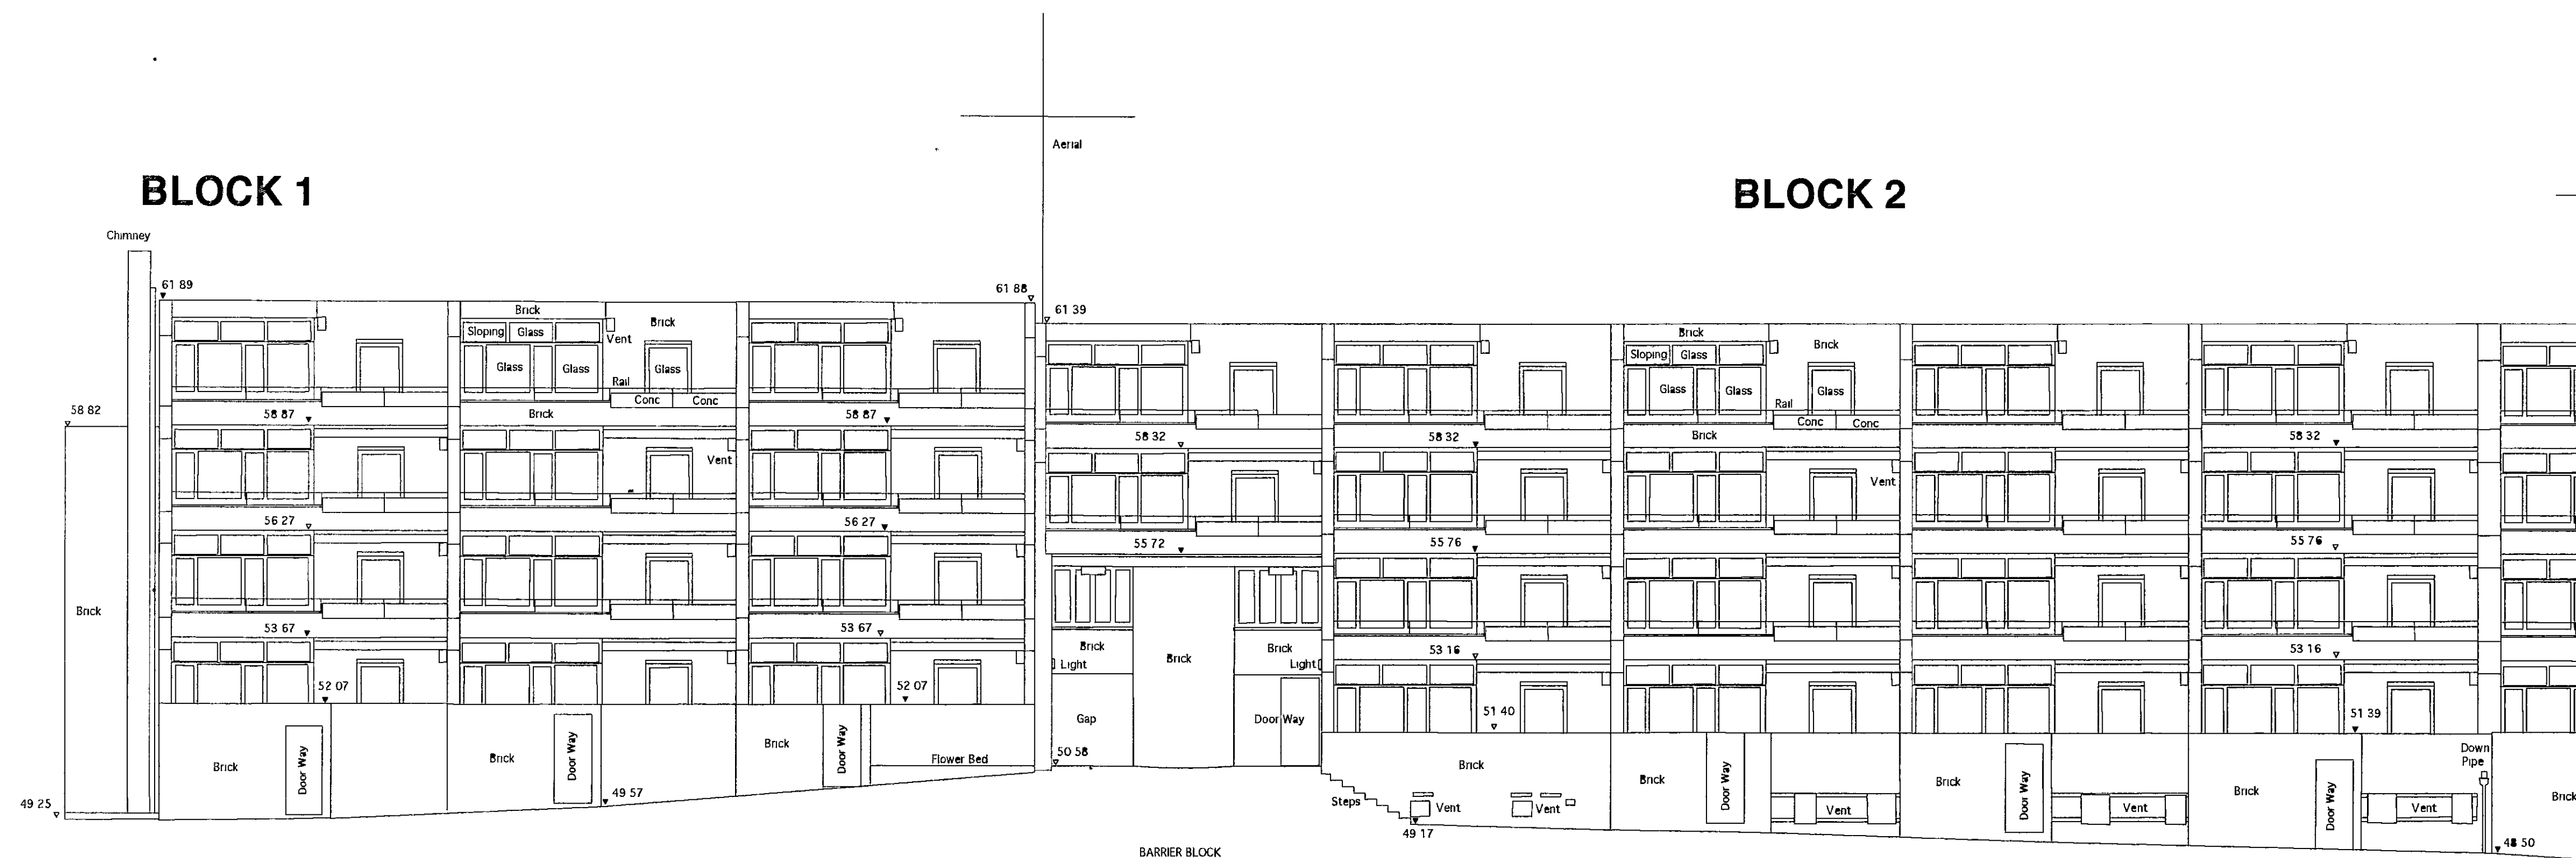 Aerial
BLOCK 1
BLOCK 2
Chimney
61 89
61 88
61 39
Brick
Sloping
Glass
Brick
Vent
Glass
Glass
Glass
Rail
Conc
Conc
Brick
Sloping
Glass
Brick
Glass
Glass
Glass
Rail
Conc
Conc
58 82
58 87
Brick
58 87
58 32
58 32
Brick
58 32
Vent
Vent
56 27
56 27
55 72
55 76
55 76
Brick
53 67
53 67
Brick
Light
Brick
Brick
Light
53 16
53 16
52 07
52 07
Gap
Door Way
51 40
51 39
Brick
Door Way
Brick
Door Way
Brick
Door Way
Flower Bed
50 58
Brick
Brick
Door Way
Brick
Door Way
Brick
Door Way
Down
Pipe
Brick
49 25
49 57
Steps
Vent
Vent
Vent
Vent
Vent
49 17
48 50
BARRIER BLOCK